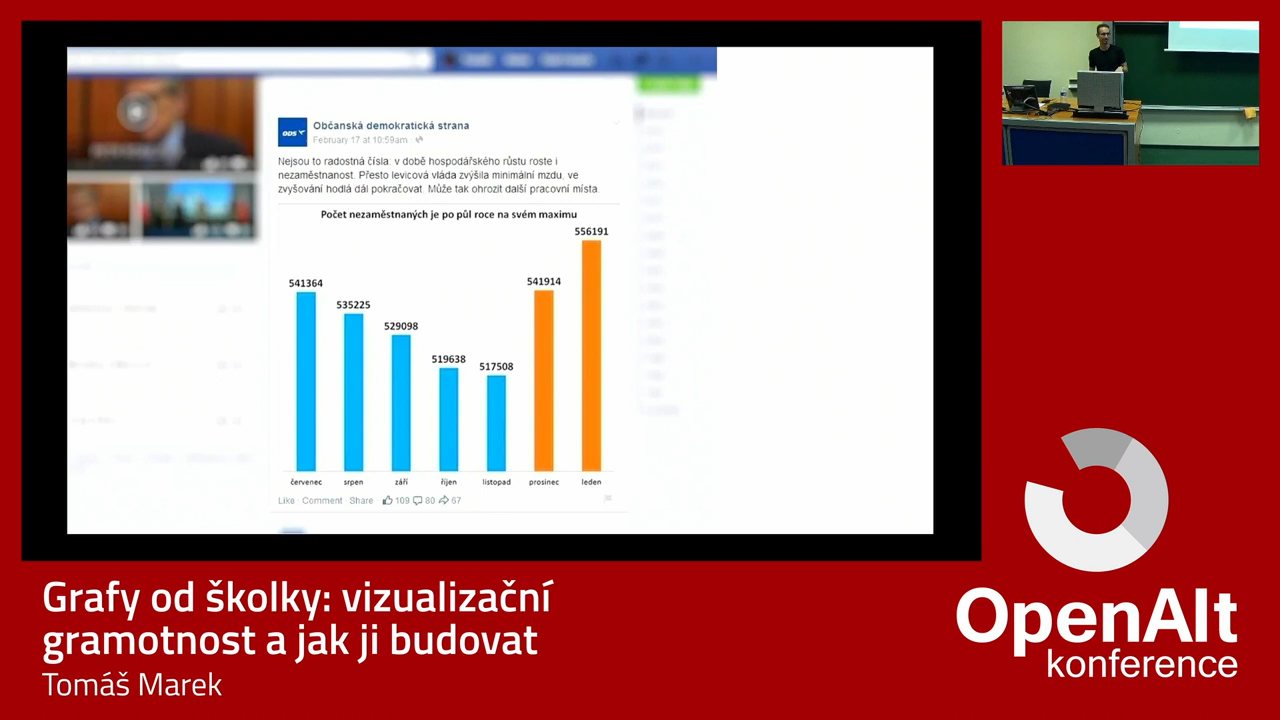 ODS
Občanská demokratická strana
February 17 at 10:59am
Nejsou to radostná čísla: v době hospodářského růstu roste i
nezaměstnanost. Přesto levicová vláda zvýšila minimální mzdu, ve
zvyšování hodlá dál pokračovat. Může tak ohrozit další pracovní místa.
Počet nezaměstnaných je po půl roce na svém maximu
541364
535225
529098
519638
517508
541914
556191
červenec
srpen
září
říjen
listopad
prosinec
leden
Like · Comment · Share
109
80
67
Grafy od školky: vizualizační
gramotnost a jak ji budovat
Tomáš Marek
OpenAlt
konference